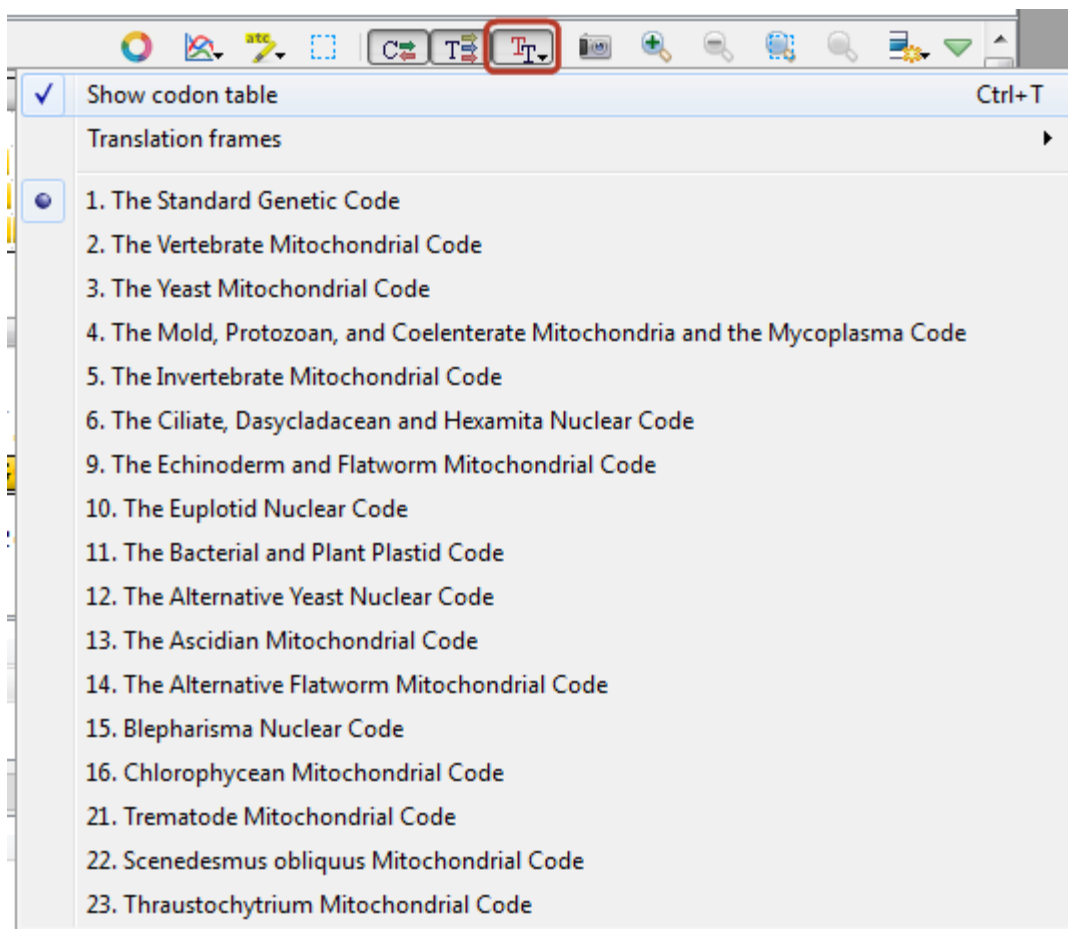 atc
C T TT
Show codon table Ctrl+T
Translation frames
1. The Standard Genetic Code
2. The Vertebrate Mitochondrial Code
3. The Yeast Mitochondrial Code
4. The Mold, Protozoan, and Coelenterate Mitochondria and the Mycoplasma Code
5. The Invertebrate Mitochondrial Code
6. The Ciliate, Dasycladacean and Hexamita Nuclear Code
9. The Echinoderm and Flatworm Mitochondrial Code
10. The Euplotid Nuclear Code
11. The Bacterial and Plant Plastid Code
12. The Alternative Yeast Nuclear Code
13. The Ascidian Mitochondrial Code
14. The Alternative Flatworm Mitochondrial Code
15. Blepharisma Nuclear Code
16. Chlorophycean Mitochondrial Code
21. Trematode Mitochondrial Code
22. Scenedesmus obliquus Mitochondrial Code
23. Thraustochytrium Mitochondrial Code